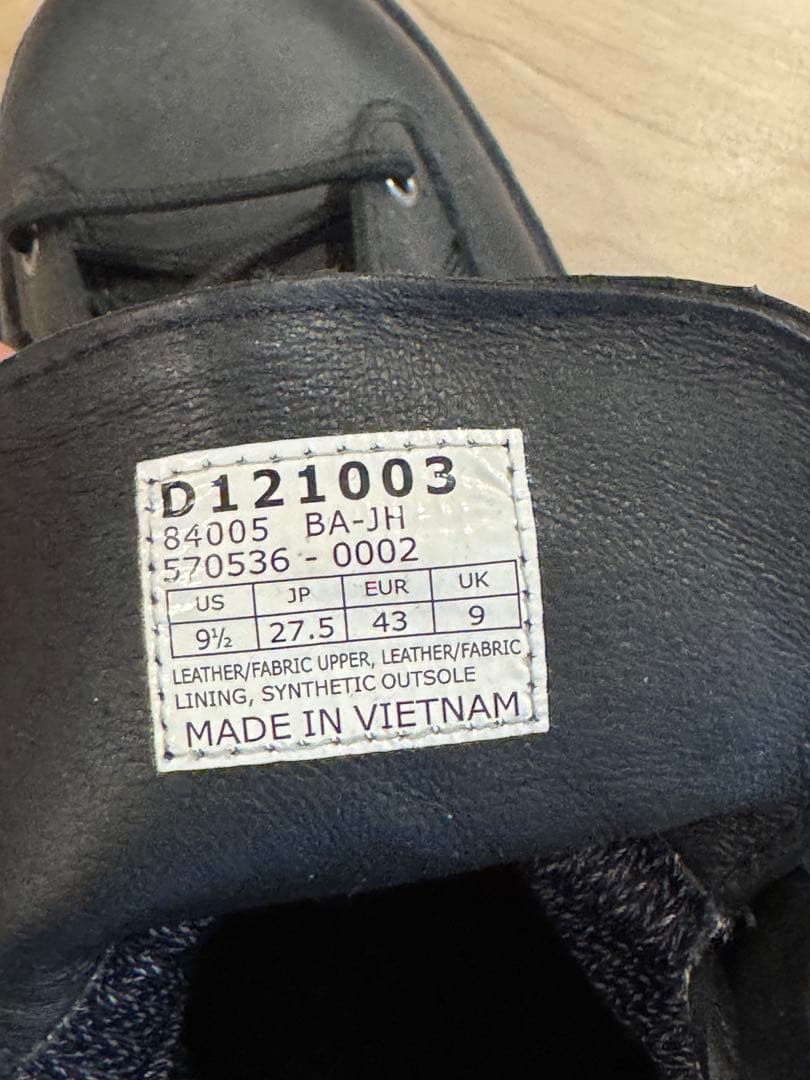 D121003
84005 BA-JH
570536 - 0002
US JP EUR UK
9½ 27.5 43 9
LEATHER/FABRIC UPPER, LEATHER/FABRIC
LINING, SYNTHETIC OUTSOLE
MADE IN VIETNAM